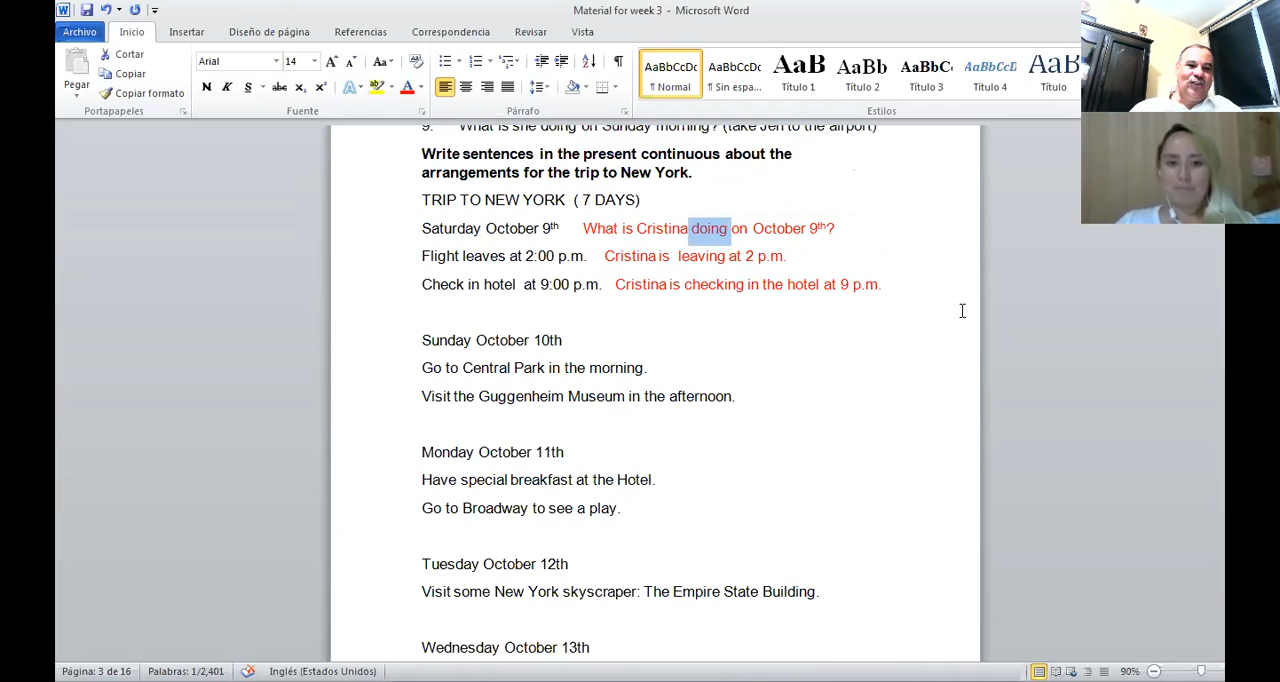 Material for week 3 - Microsoft Word
Archivo Inicio Insertar Diseño de página Referencias Correspondencia Revisar Vista
Pegar
Cortar
Copiar
Copiar formato
Portapapeles
Arial 14
N K S abc x₂ x²
Fuente
Párrafo
AaBbCcDc AaBbCcDc AaB AaBb AaBbC AaBbCcD AaB
¶ Normal ¶ Sin espa... Título 1 Título 2 Título 3 Título 4 Título
Estilos
9. What is she doing on Sunday morning? (take Jen to the airport)
Write sentences in the present continuous about the
arrangements for the trip to New York.
TRIP TO NEW YORK ( 7 DAYS)
Saturday October 9th What is Cristina doing on October 9th?
Flight leaves at 2:00 p.m. Cristina is leaving at 2 p.m.
Check in hotel at 9:00 p.m. Cristina is checking in the hotel at 9 p.m.
Sunday October 10th
Go to Central Park in the morning.
Visit the Guggenheim Museum in the afternoon.
Monday October 11th
Have special breakfast at the Hotel.
Go to Broadway to see a play.
Tuesday October 12th
Visit some New York skyscraper: The Empire State Building.
Wednesday October 13th
Página: 3 de 16 Palabras: 1/2,401 Inglés (Estados Unidos) 90%